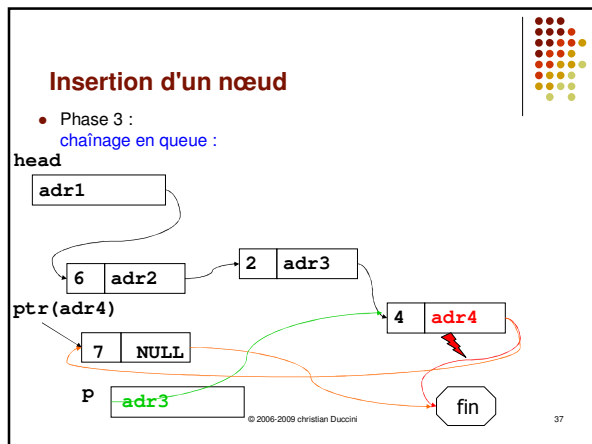 Insertion d'un nœud
Phase 3 :
chaînage en queue :
head
adr1
6 adr2
2 adr3
4 adr4
ptr(adr4)
7 NULL
p
adr3
fin
© 2006-2009 christian Duccini
37